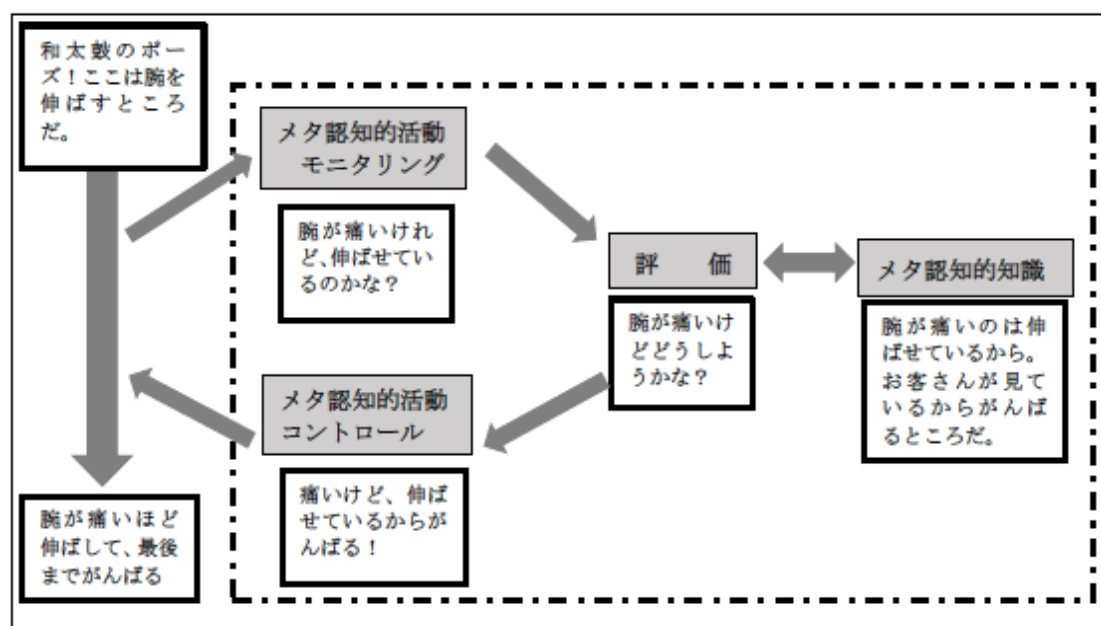 和太鼓のポー
ズ！ここは腕を
伸ばすところ
だ。
メタ認知的活動
モニタリング
腕が痛いけれ
ど、伸ばせてい
るのかな？
評　価
腕が痛いけ
どどうしよ
うかな？
メタ認知的知識
腕が痛いのは伸
ばせているから。
お客さんが見て
いるからがんば
るところだ。
メタ認知的活動
コントロール
痛いけど、伸ば
せているからが
んばる！
腕が痛いほど
伸ばして、最後
までがんばる